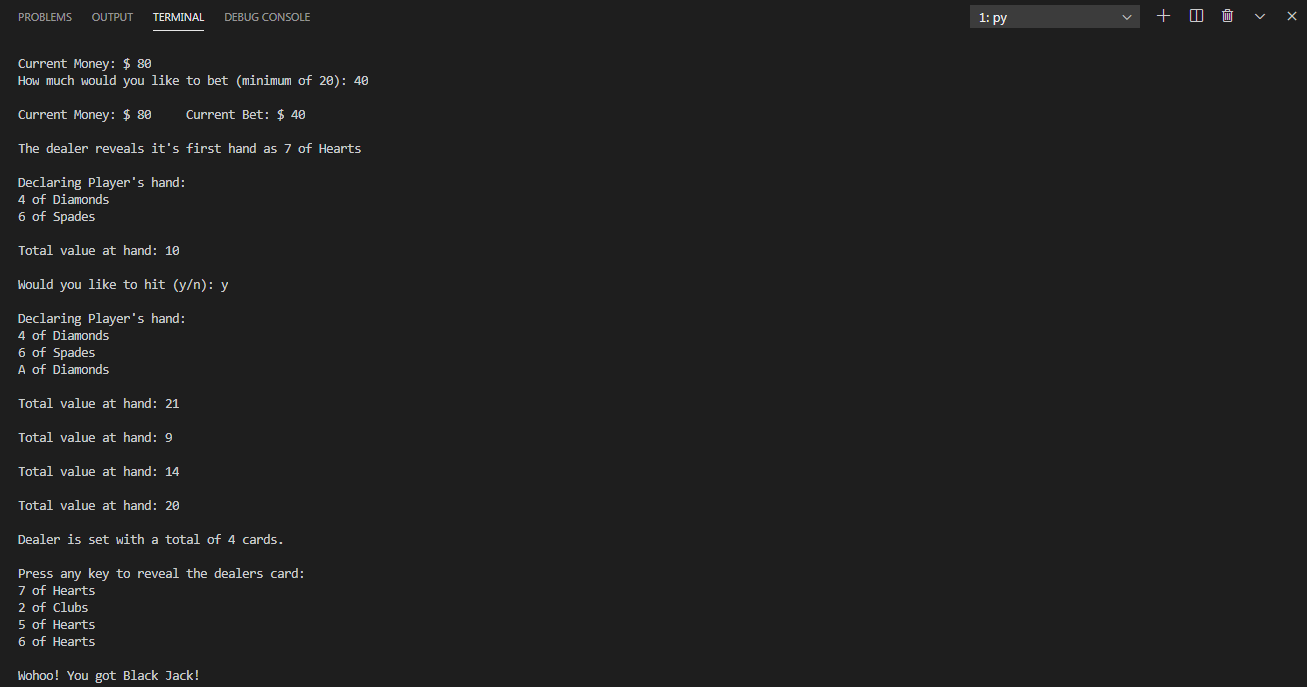 PROBLEMS OUTPUT TERMINAL DEBUG CONSOLE 1: py
Current Money: $ 80
How much would you like to bet (minimum of 20): 40
Current Money: $ 80 Current Bet: $ 40
The dealer reveals it's first hand as 7 of Hearts
Declaring Player's hand:
4 of Diamonds
6 of Spades
Total value at hand: 10
Would you like to hit (y/n): y
Declaring Player's hand:
4 of Diamonds
6 of Spades
A of Diamonds
Total value at hand: 21
Total value at hand: 9
Total value at hand: 14
Total value at hand: 20
Dealer is set with a total of 4 cards.
Press any key to reveal the dealers card:
7 of Hearts
2 of Clubs
5 of Hearts
6 of Hearts
Wohoo! You got Black Jack!